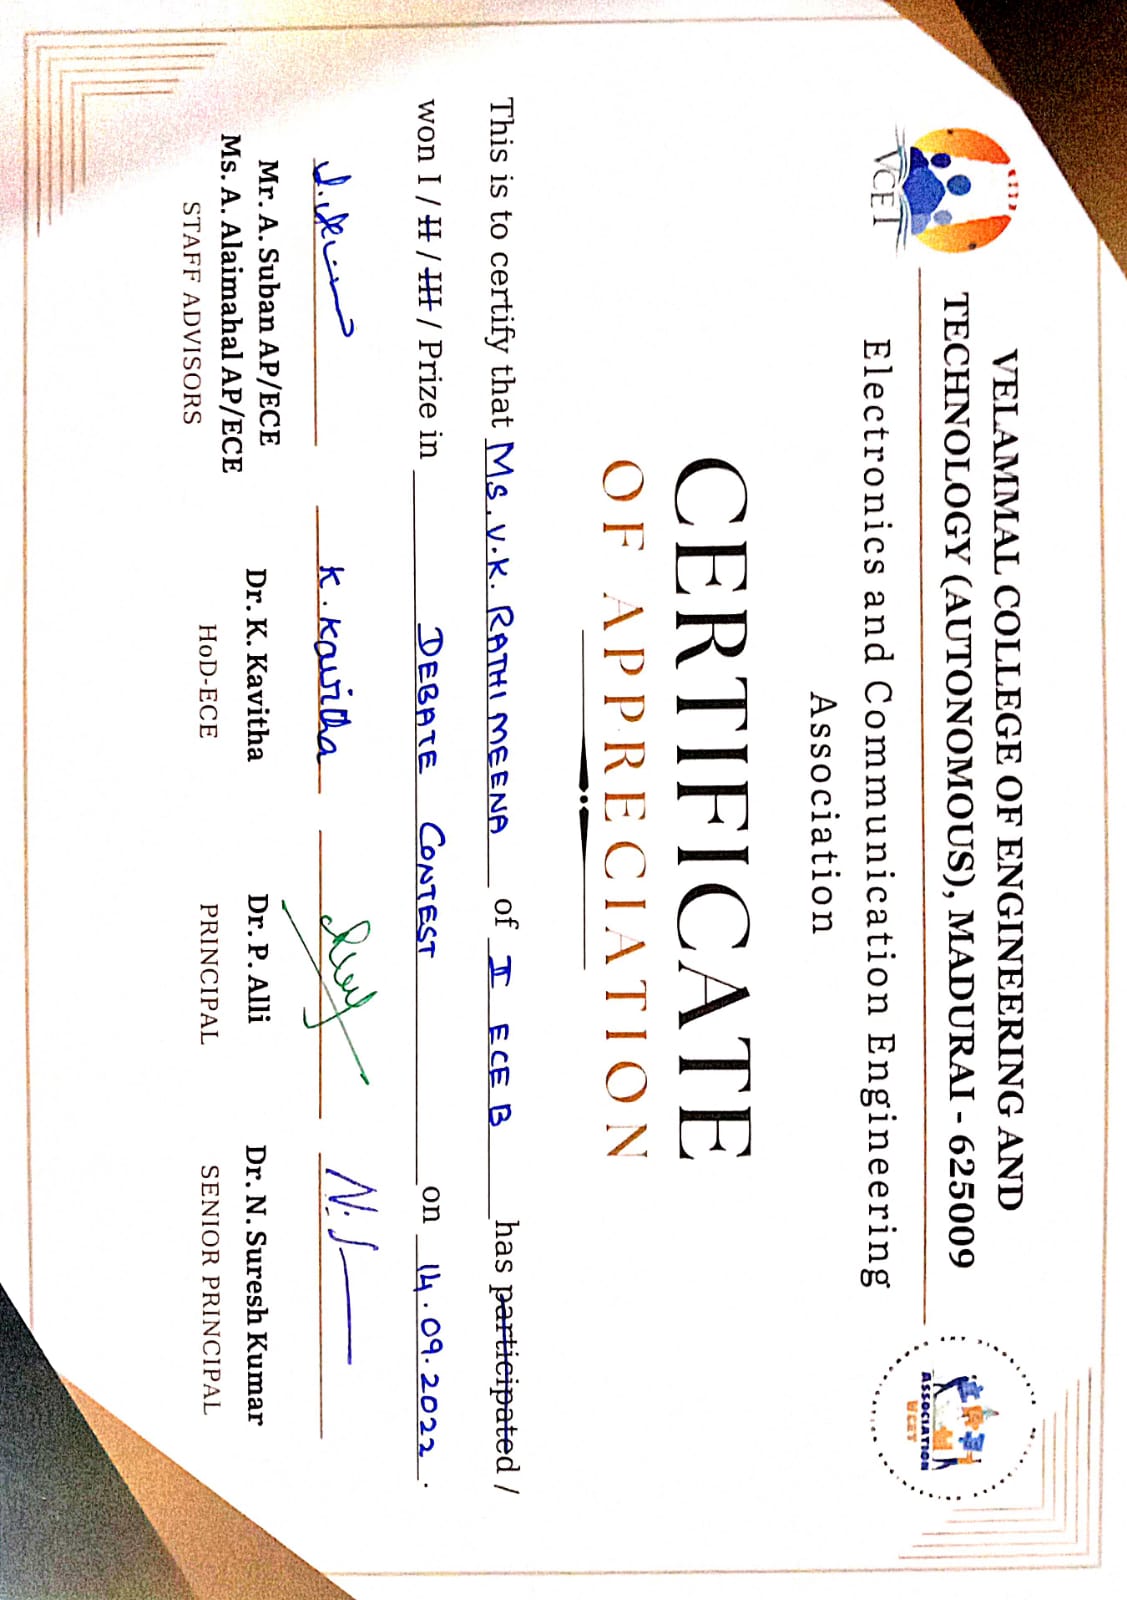 VELAMMAL COLLEGE OF ENGINEERING AND
TECHNOLOGY (AUTONOMOUS), MADURAI - 625009
VCET
ASSOCIATION
VCET
Electronics and Communication Engineering
Association
CERTIFICATE
OF APPRECIATION
This is to certify that MS. V.K. RATHI MEENA of II ECE B has participated /
won I / II / III / Prize in DEBATE CONTEST on 14.09.2022.
K. Kavitha
Mr. A. Suban AP/ECE
Ms. A. Alaimahal AP/ECE
STAFF ADVISORS
Dr. K. Kavitha
HoD-ECE
Dr. P. Alli
PRINCIPAL
Dr. N. Suresh Kumar
SENIOR PRINCIPAL